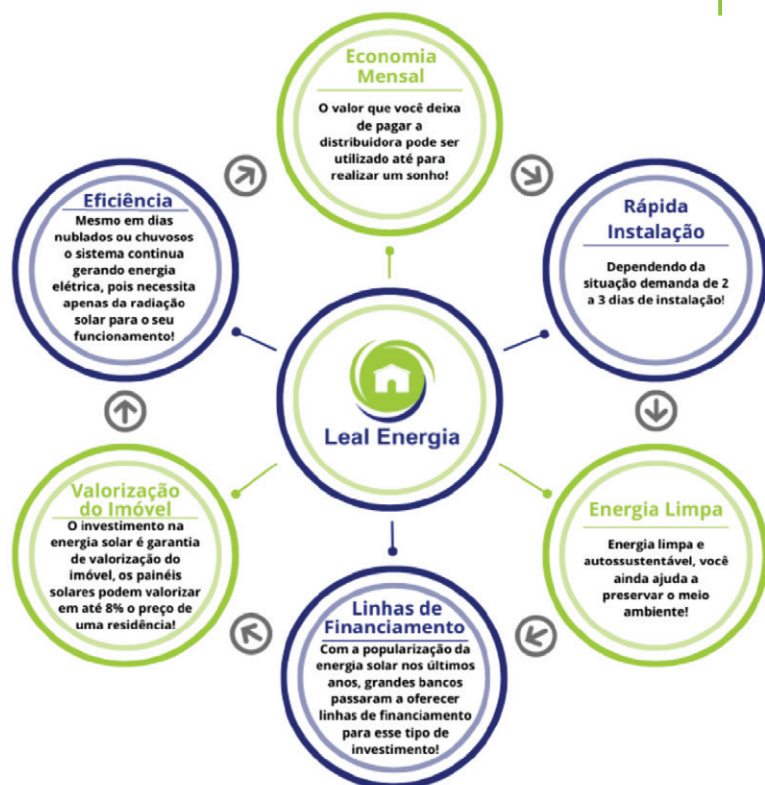 Economia
Mensal
O valor que você deixa
de pagar a
distribuidora pode ser
utilizado até para
realizar um sonho!
Rápida
Instalação
Dependendo da
situação demanda de 2
a 3 dias de instalação!
Energia Limpa
Energia limpa e
autossustentável, você
ainda ajuda a
preservar o meio
ambiente!
Linhas de
Financiamento
Com a popularização da
energia solar nos últimos
anos, grandes bancos
passaram a oferecer
linhas de financiamento
para esse tipo de
investimento!
Valorização
do Imóvel
O investimento na
energia solar é garantia
de valorização do
imóvel, os painéis
solares podem valorizar
em até 8% o preço de
uma residência!
Eficiência
Mesmo em dias
nublados ou chuvosos
o sistema continua
gerando energia
elétrica, pois necessita
apenas da radiação
solar para o seu
funcionamento!
Leal Energia